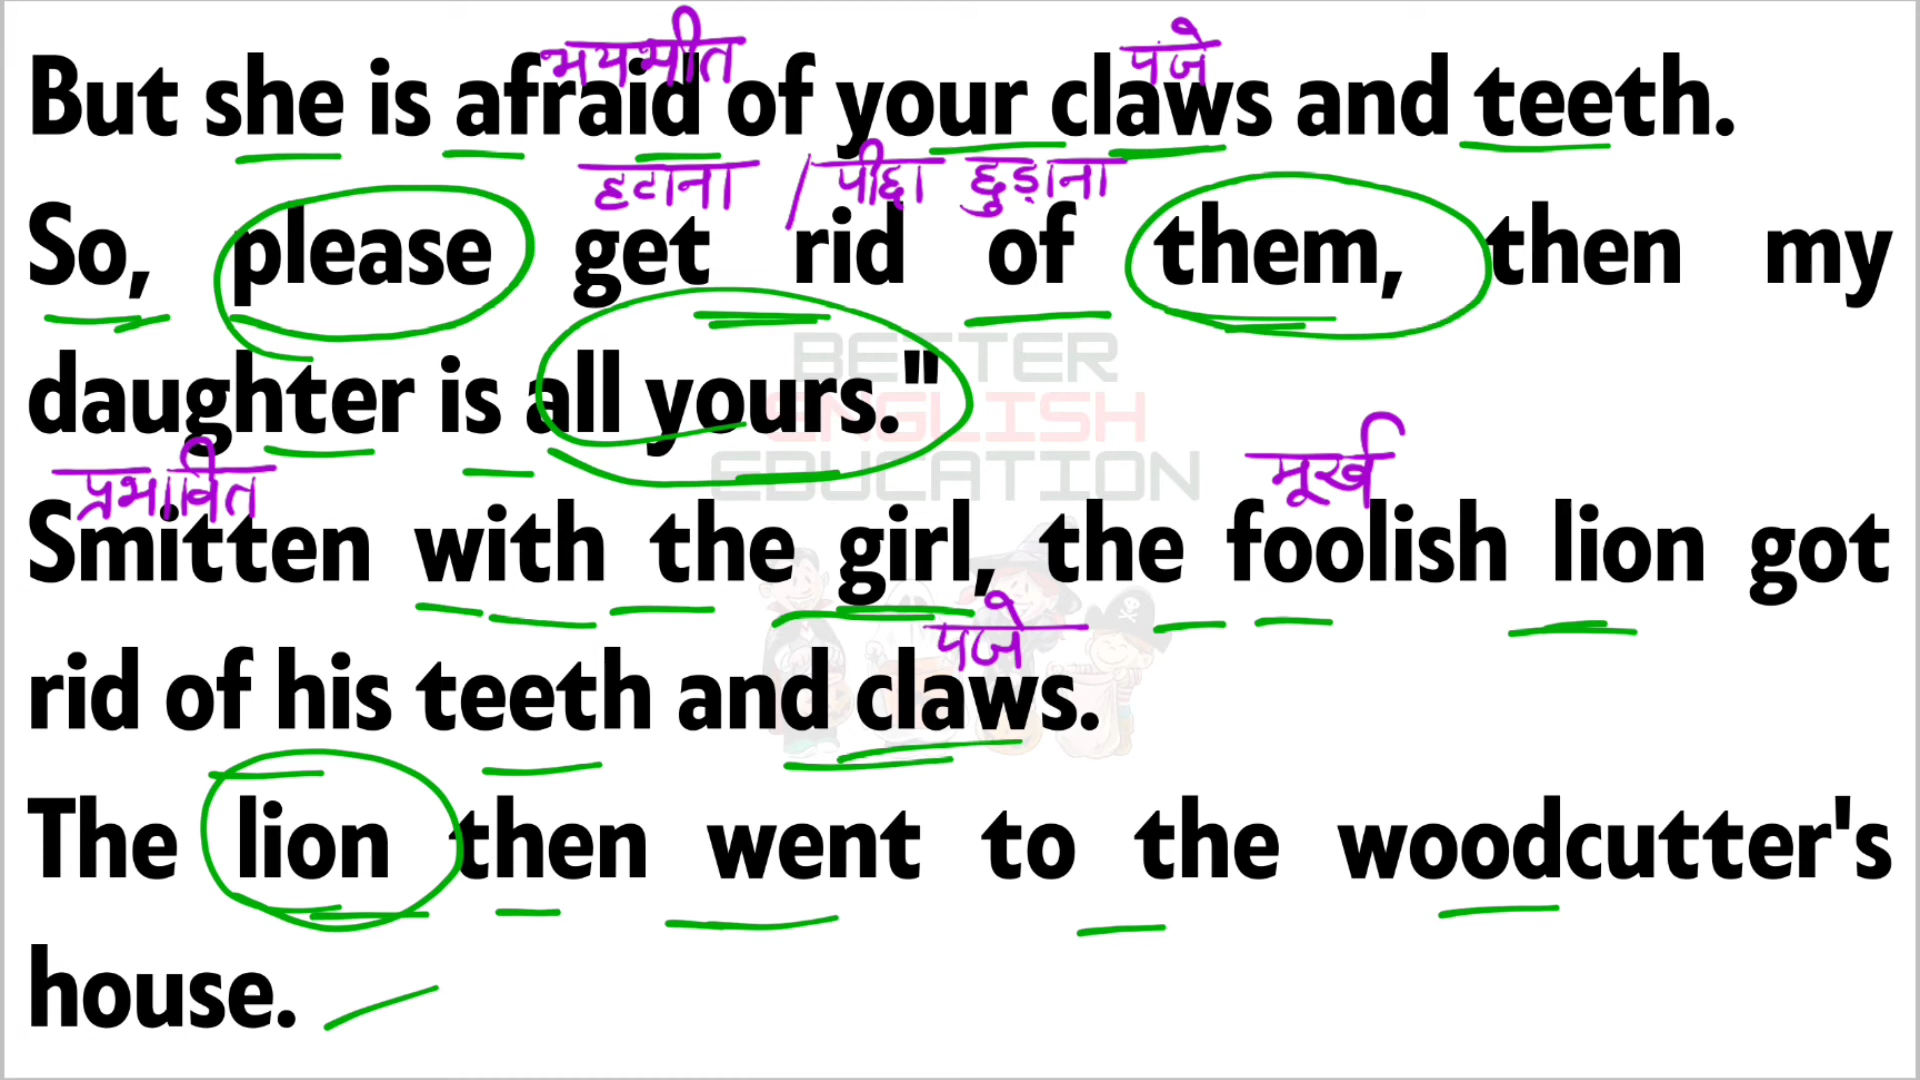 भयभीत पंजे
But she is afraid of your claws and teeth.
हटाना / पीछा छुड़ाना
So, please get rid of them, then my
daughter is all yours."
BETTER
ENGLISH
EDUCATION
प्रभावित मूर्ख
Smitten with the girl, the foolish lion got
पंजे
rid of his teeth and claws.
The lion then went to the woodcutter's
house.